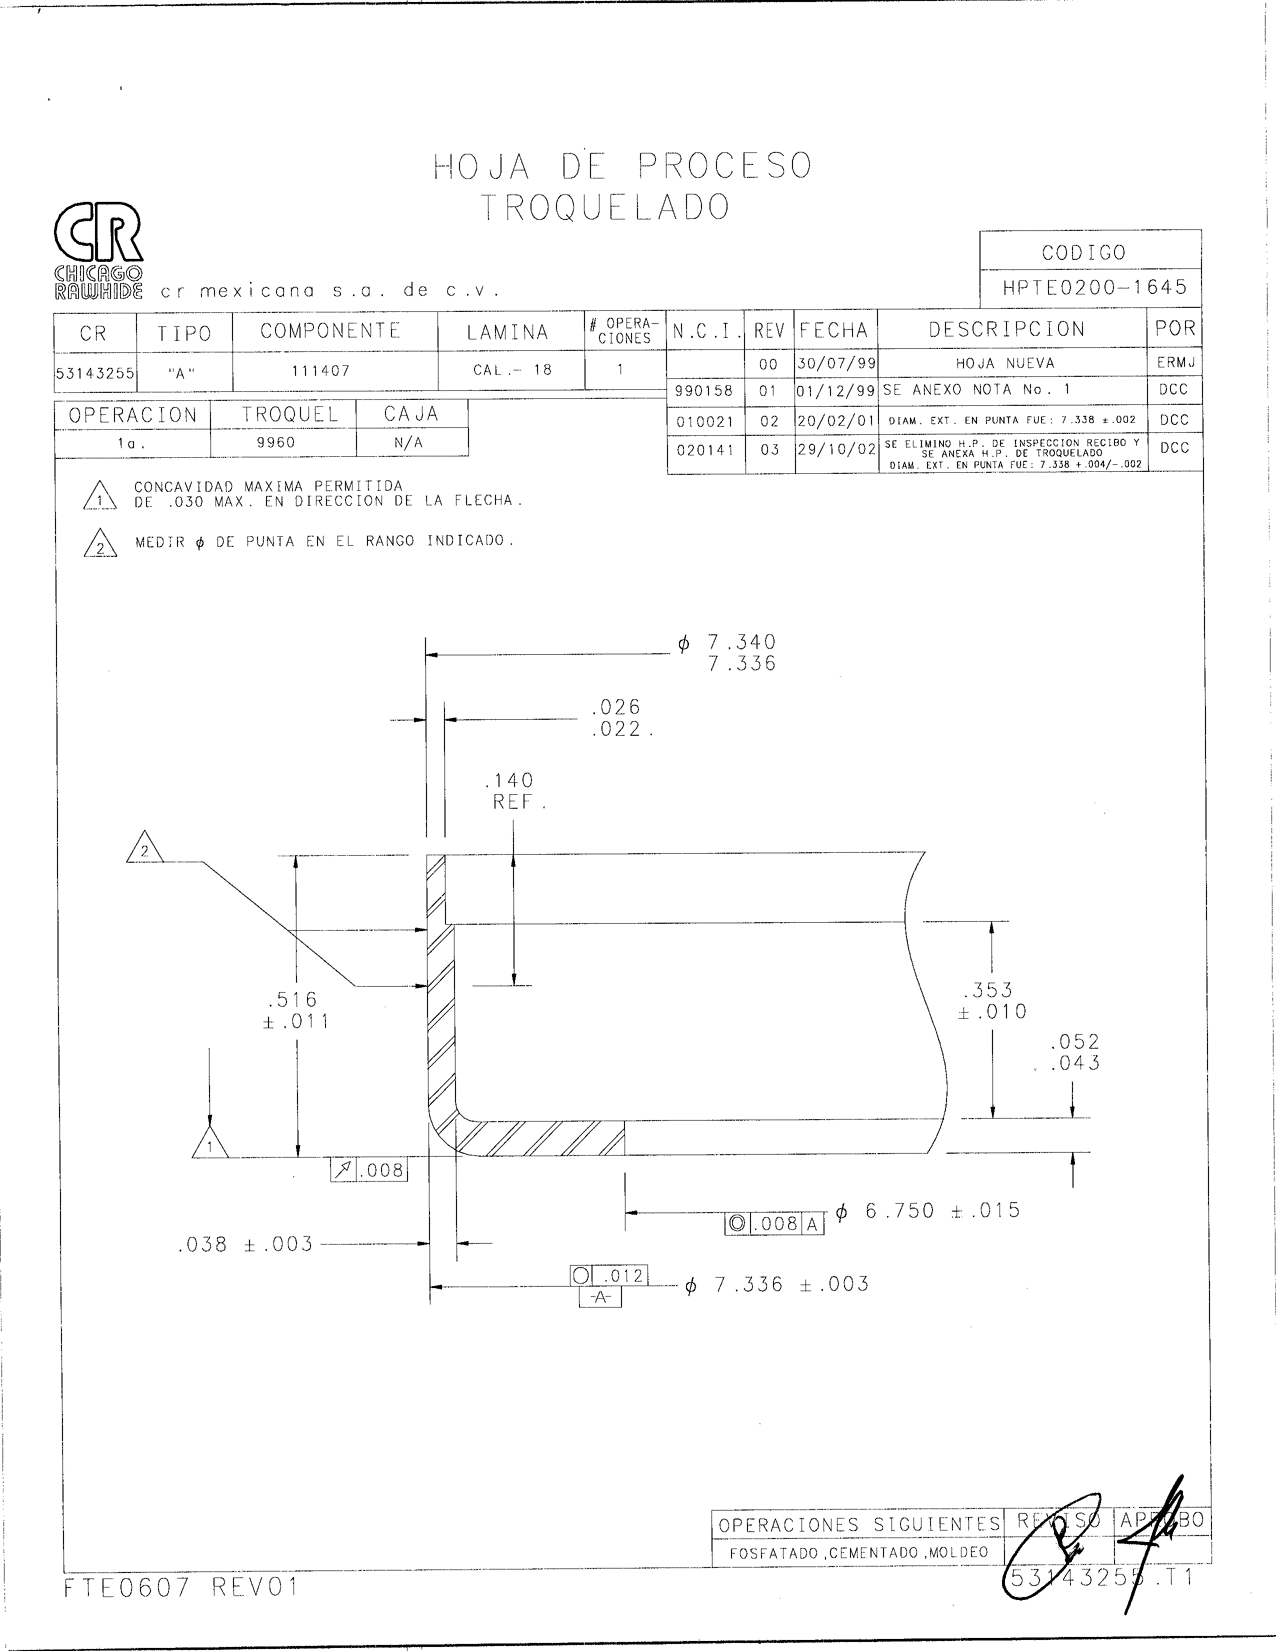 HOJA DE PROCESO
TROQUELADO
CR
CHICAGO
RAWHIDE
cr mexicana s.a. de c.v.
CODIGO
HPTE0200-1645
CR TIPO COMPONENTE LAMINA # OPERA-
CIONES
53143255 "A" 111407 CAL.- 18 1
OPERACION TROQUEL CAJA
1a. 9960 N/A
N.C.I. REV FECHA DESCRIPCION POR
00 30/07/99 HOJA NUEVA ERMJ
990158 01 01/12/99 SE ANEXO NOTA No. 1 DCC
010021 02 20/02/01 DIAM. EXT. EN PUNTA FUE: 7.338 ±.002 DCC
020141 03 29/10/02 SE ELIMINO H.P. DE INSPECCION RECIBO Y
SE ANEXA H.P. DE TROQUELADO
DIAM. EXT. EN PUNTA FUE: 7.338 +.004/-.002
DCC
1 CONCAVIDAD MAXIMA PERMITIDA
DE .030 MAX. EN DIRECCION DE LA FLECHA.
2 MEDIR ϕ DE PUNTA EN EL RANGO INDICADO.
ϕ 7.340
7.336
.026
.022.
.140
REF.
2
.516
±.011
.353
±.010
.052
.043
1
.008
ϕ 6.750 ±.015
.008 A
.038 ±.003
.012
-A-
ϕ 7.336 ±.003
OPERACIONES SIGUIENTES REVISO APROBO
FOSFATADO,CEMENTADO,MOLDEO
FTE0607 REV01
53143255.T1